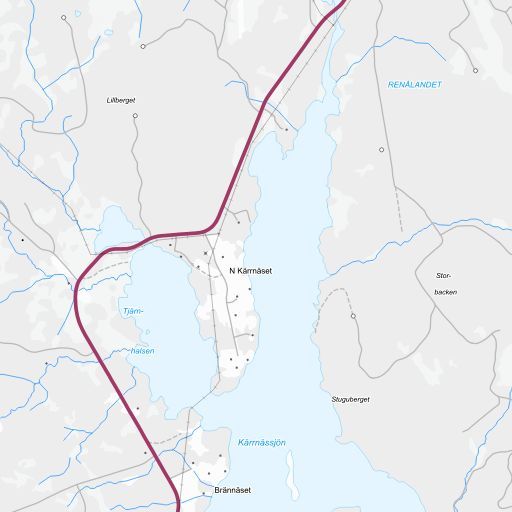 RENÅLANDET
Lillberget
N Kärrnäset
Stor-
backen
Tjärn-
halsen
Stuguberget
Kärrnässjön
Brännäset